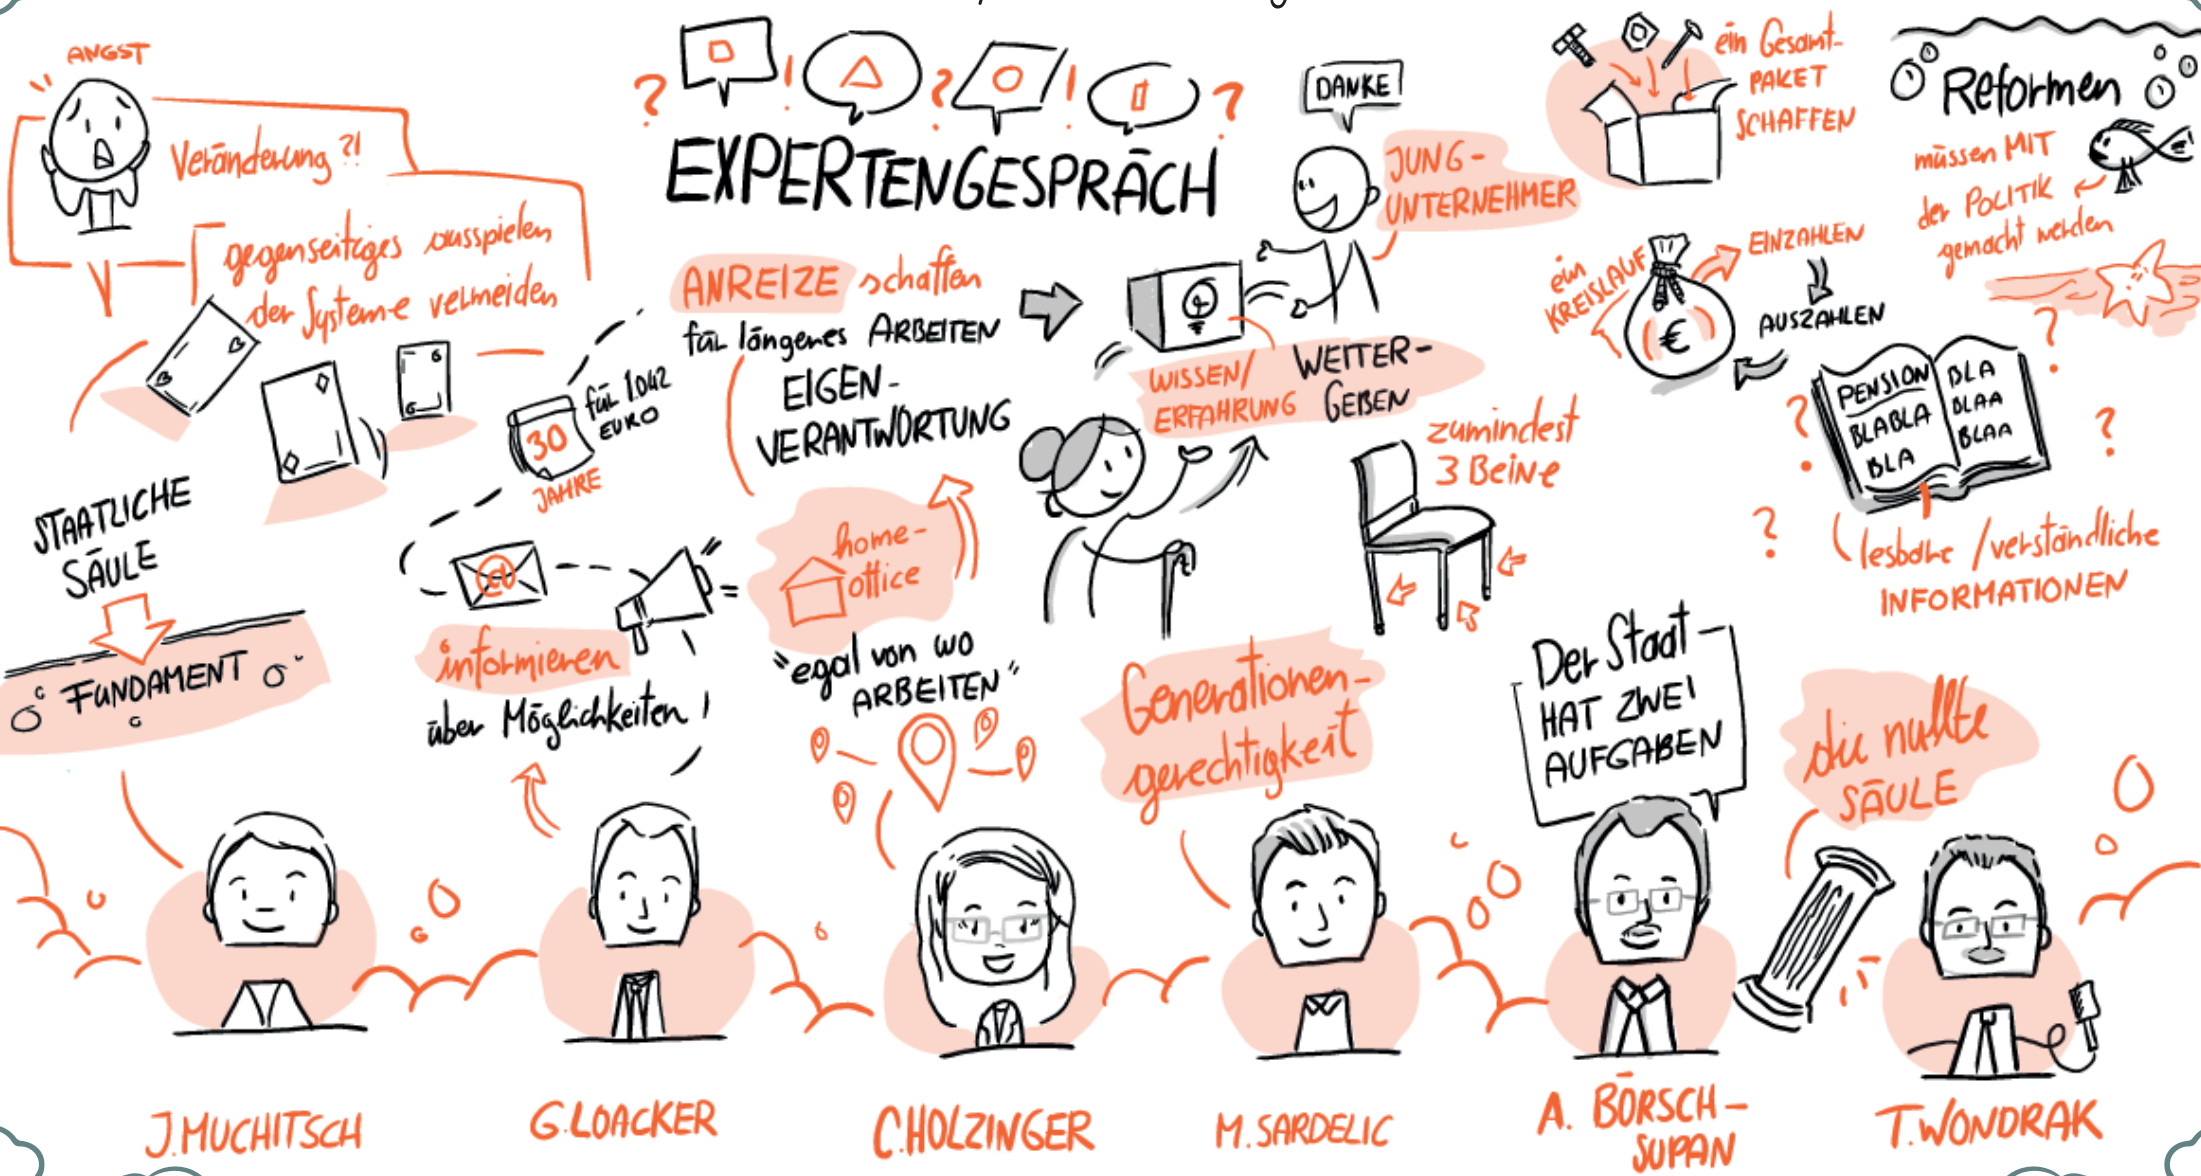 ANGST
Veränderung ?!
gegenseitiges ausspielen
der Systeme vermeiden
STAATLICHE
SÄULE
FUNDAMENT
? ! ? ! ?
EXPERTENGESPRÄCH
für 1.042
EURO
30
JAHRE
@
informieren
über Möglichkeiten !
ANREIZE schaffen
für längeres ARBEITEN
EIGEN-
VERANTWORTUNG
home-
office
"egal von wo
ARBEITEN"
DANKE!
JUNG-
UNTERNEHMER
WISSEN/
ERFAHRUNG
WEITER-
GEBEN
zumindest
3 Beine
Generationen-
gerechtigkeit
ein Gesamt-
PAKET
SCHAFFEN
Reformen
müssen MIT
der POLITIK
gemacht werden
ein
KREISLAUF
€
EINZAHLEN
AUSZAHLEN
PENSION
BLABLA
BLA
BLA
BLAA
BLAA
? ? ? ?
lesbare / verständliche
INFORMATIONEN
Der Staat
HAT ZWEI
AUFGABEN
die nullte
SÄULE
J.MUCHITSCH
G.LOACKER
C.HOLZINGER
M.SARDELIC
A. BÖRSCH-
SUPAN
T.WONDRAK